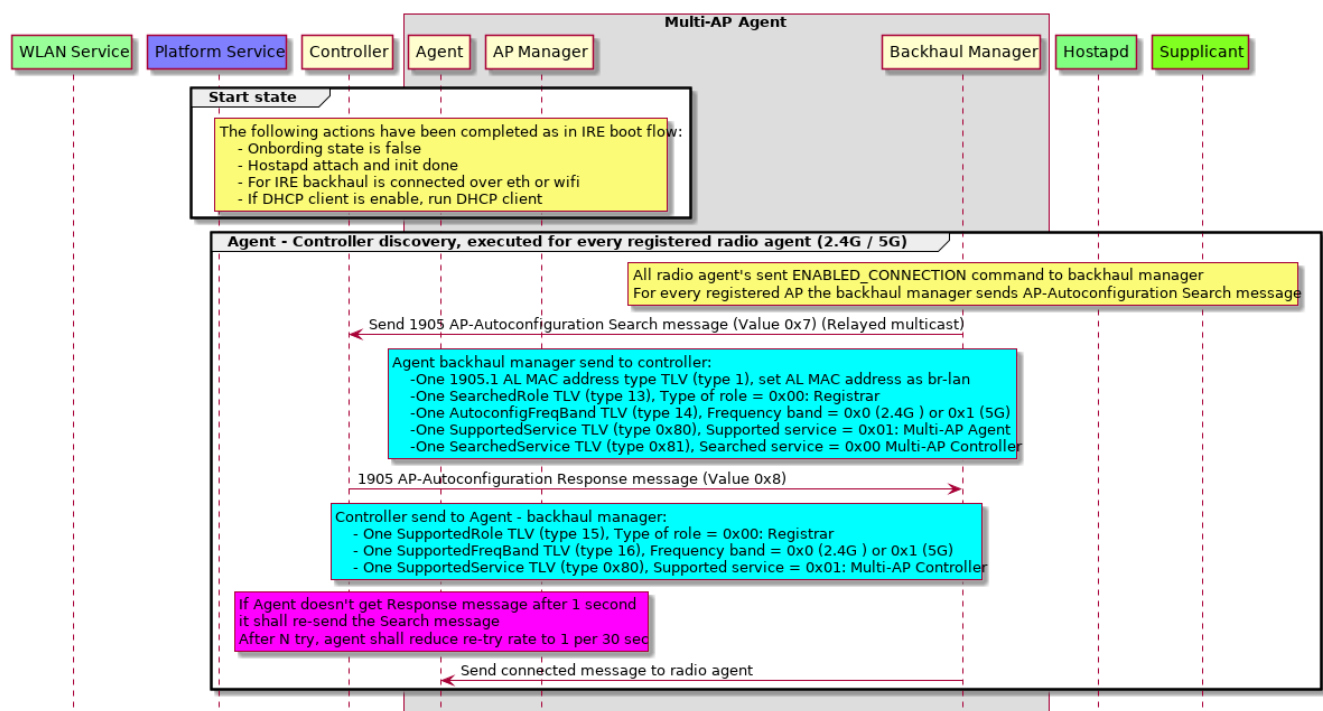 Multi-AP Agent
WLAN Service
Platform Service
Controller
Agent
AP Manager
Backhaul Manager
Hostapd
Supplicant
Start state
The following actions have been completed as in IRE boot flow:
- Onbording state is false
- Hostapd attach and init done
- For IRE backhaul is connected over eth or wifi
- If DHCP client is enable, run DHCP client
Agent - Controller discovery, executed for every registered radio agent (2.4G / 5G)
All radio agent's sent ENABLED_CONNECTION command to backhaul manager
For every registered AP the backhaul manager sends AP-Autoconfiguration Search message
Send 1905 AP-Autoconfiguration Search message (Value 0x7) (Relayed multicast)
Agent backhaul manager send to controller:
-One 1905.1 AL MAC address type TLV (type 1), set AL MAC address as br-lan
-One SearchedRole TLV (type 13), Type of role = 0x00: Registrar
-One AutoconfigFreqBand TLV (type 14), Frequency band = 0x0 (2.4G ) or 0x1 (5G)
-One SupportedService TLV (type 0x80), Supported service = 0x01: Multi-AP Agent
-One SearchedService TLV (type 0x81), Searched service = 0x00 Multi-AP Controller
1905 AP-Autoconfiguration Response message (Value 0x8)
Controller send to Agent - backhaul manager:
- One SupportedRole TLV (type 15), Type of role = 0x00: Registrar
- One SupportedFreqBand TLV (type 16), Frequency band = 0x0 (2.4G ) or 0x1 (5G)
- One SupportedService TLV (type 0x80), Supported service = 0x01: Multi-AP Controller
If Agent doesn't get Response message after 1 second
it shall re-send the Search message
After N try, agent shall reduce re-try rate to 1 per 30 sec
Send connected message to radio agent